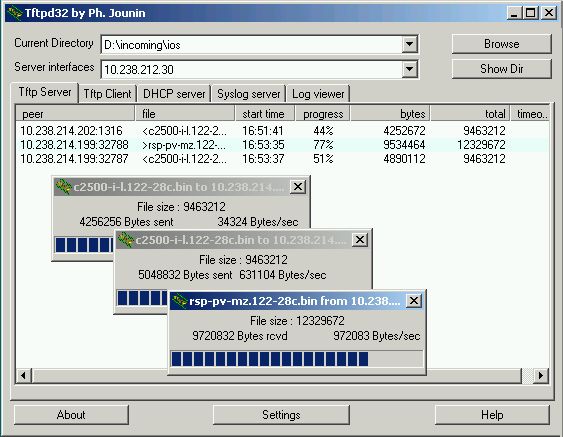 Tftpd32 by Ph. Jounin
Current Directory D:\incoming\ios Browse
Server interfaces 10.238.212.30 Show Dir
Tftp Server Tftp Client DHCP server Syslog server Log viewer
peer file start time progress bytes total timeo..
10.238.214.202:1316 <c2500-i-l.122-2... 16:51:41 44% 4252672 9463212
10.238.214.199:32788 >rsp-pv-mz.122-... 16:53:35 77% 9534464 12329672
10.238.214.199:32787 <c2500-i-l.122-2... 16:53:37 51% 4890112 9463212
c2500-i-l.122-28c.bin to 10.238.214....
File size : 9463212
4256256 Bytes sent 34324 Bytes/sec
c2500-i-l.122-28c.bin to 10.238.214....
File size : 9463212
5048832 Bytes sent 631104 Bytes/sec
rsp-pv-mz.122-28c.bin from 10.238....
File size : 12329672
9720832 Bytes rcvd 972083 Bytes/sec
About Settings Help